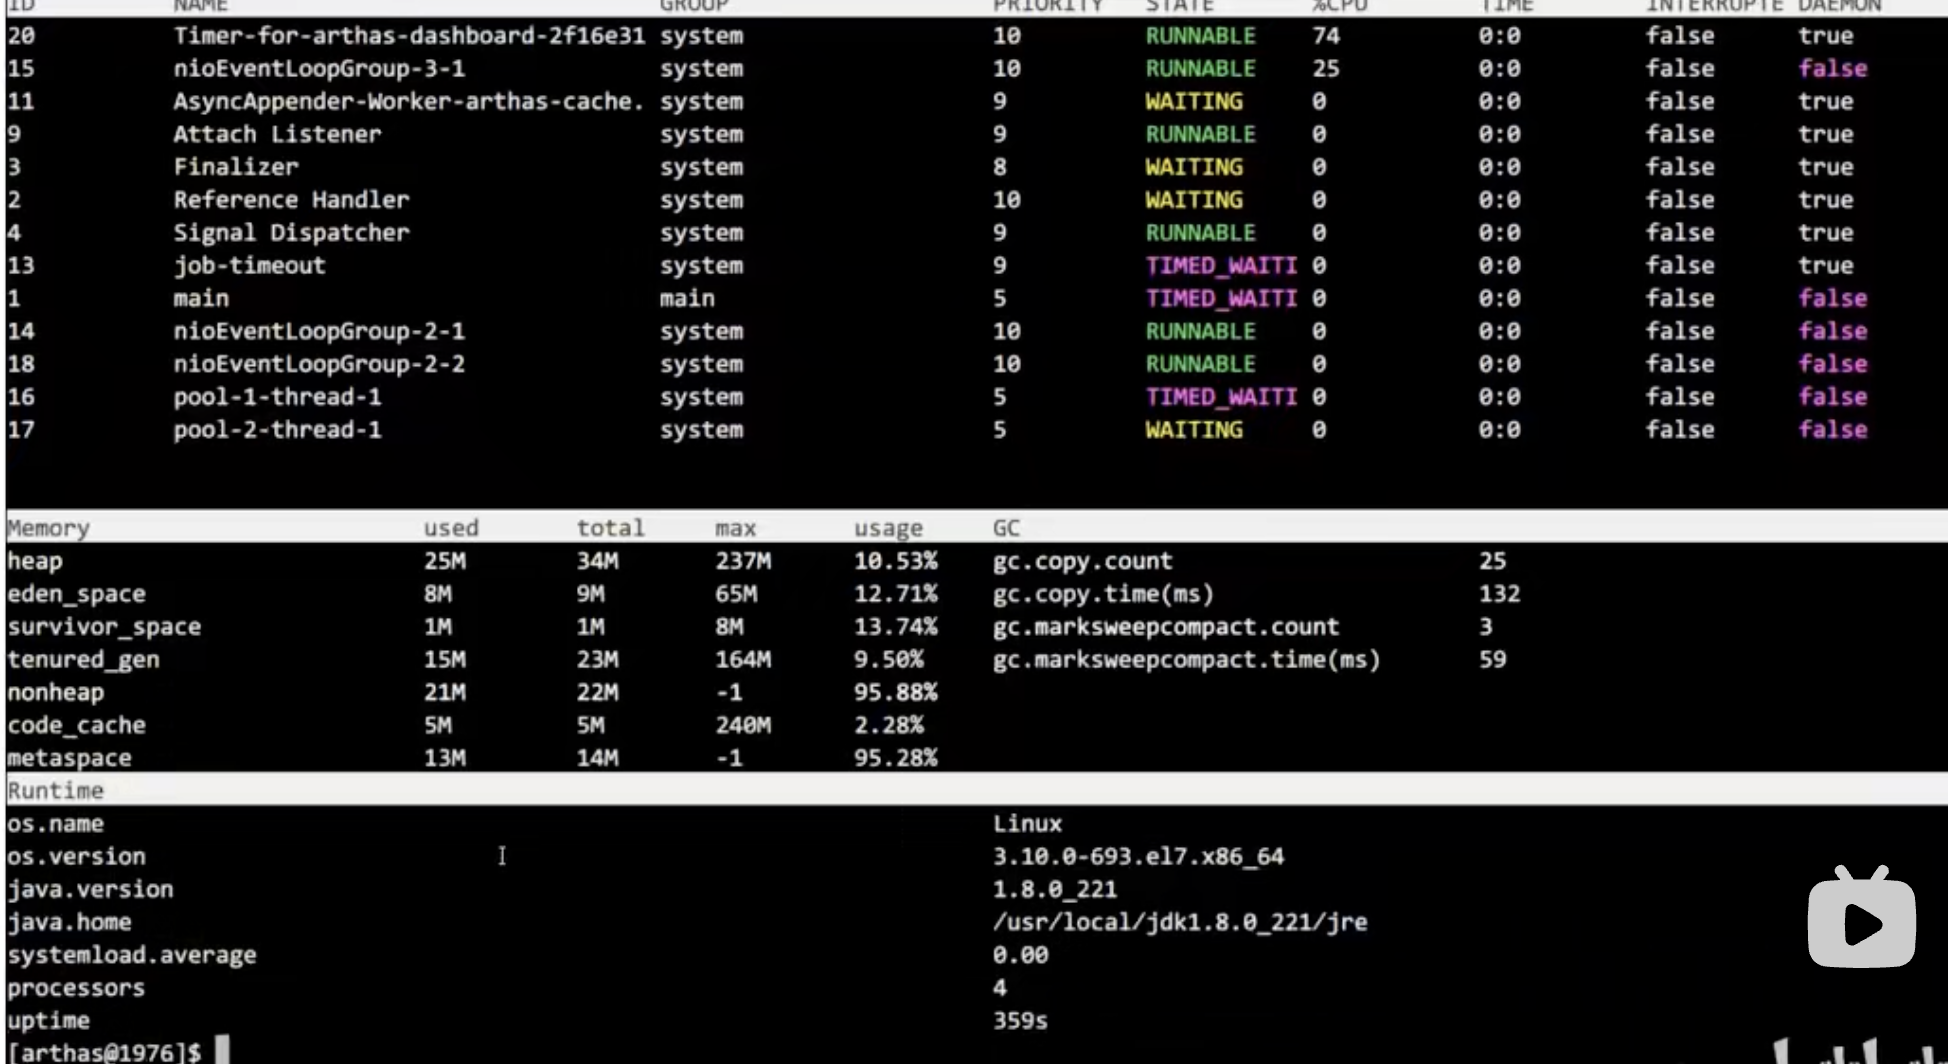 ID NAME GROUP PRIORITY STATE %CPU TIME INTERRUPTE DAEMON
20 Timer-for-arthas-dashboard-2f16e31 system 10 RUNNABLE 74 0:0 false true
15 nioEventLoopGroup-3-1 system 10 RUNNABLE 25 0:0 false false
11 AsyncAppender-Worker-arthas-cache. system 9 WAITING 0 0:0 false true
9 Attach Listener system 9 RUNNABLE 0 0:0 false true
3 Finalizer system 8 WAITING 0 0:0 false true
2 Reference Handler system 10 WAITING 0 0:0 false true
4 Signal Dispatcher system 9 RUNNABLE 0 0:0 false true
13 job-timeout system 9 TIMED_WAITI 0 0:0 false true
1 main main 5 TIMED_WAITI 0 0:0 false false
14 nioEventLoopGroup-2-1 system 10 RUNNABLE 0 0:0 false false
18 nioEventLoopGroup-2-2 system 10 RUNNABLE 0 0:0 false false
16 pool-1-thread-1 system 5 TIMED_WAITI 0 0:0 false false
17 pool-2-thread-1 system 5 WAITING 0 0:0 false false
Memory used total max usage GC
heap 25M 34M 237M 10.53% gc.copy.count 25
eden_space 8M 9M 65M 12.71% gc.copy.time(ms) 132
survivor_space 1M 1M 8M 13.74% gc.marksweepcompact.count 3
tenured_gen 15M 23M 164M 9.50% gc.marksweepcompact.time(ms) 59
nonheap 21M 22M -1 95.88%
code_cache 5M 5M 240M 2.28%
metaspace 13M 14M -1 95.28%
Runtime
os.name Linux
os.version 3.10.0-693.el7.x86_64
java.version 1.8.0_221
java.home /usr/local/jdk1.8.0_221/jre
systemload.average 0.00
processors 4
uptime 359s
[arthas@1976]$